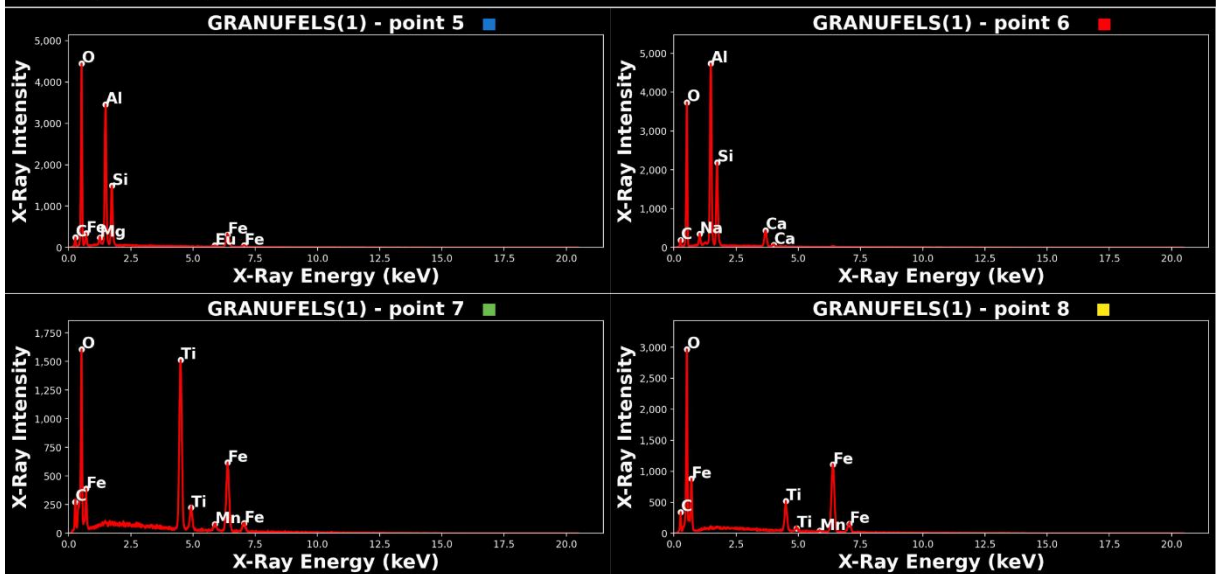 GRANUFELS(1) - point 5
X-Ray Intensity
5,000
4,000
3,000
2,000
1,000
0
O
Al
Si
C
Fe
Mg
Eu
Fe
Fe
0.0 2.5 5.0 7.5 10.0 12.5 15.0 17.5 20.0
X-Ray Energy (keV)
GRANUFELS(1) - point 6
X-Ray Intensity
5,000
4,000
3,000
2,000
1,000
0
Al
O
Si
C
Na
Ca
Ca
0.0 2.5 5.0 7.5 10.0 12.5 15.0 17.5 20.0
X-Ray Energy (keV)
GRANUFELS(1) - point 7
X-Ray Intensity
1,750
1,500
1,250
1,000
750
500
250
0
O
Ti
Fe
Fe
C
Ti
Mn
Fe
0.0 2.5 5.0 7.5 10.0 12.5 15.0 17.5 20.0
X-Ray Energy (keV)
GRANUFELS(1) - point 8
X-Ray Intensity
3,000
2,500
2,000
1,500
1,000
500
0
O
Fe
Fe
Ti
C
Ti
Mn
Fe
0.0 2.5 5.0 7.5 10.0 12.5 15.0 17.5 20.0
X-Ray Energy (keV)